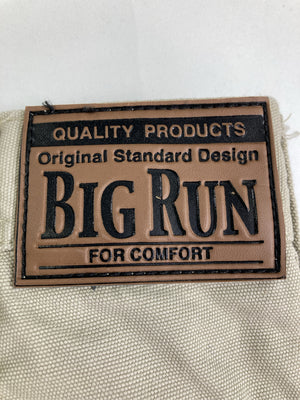 QUALITY PRODUCTS
Original Standard Design
BIG RUN
FOR COMFORT